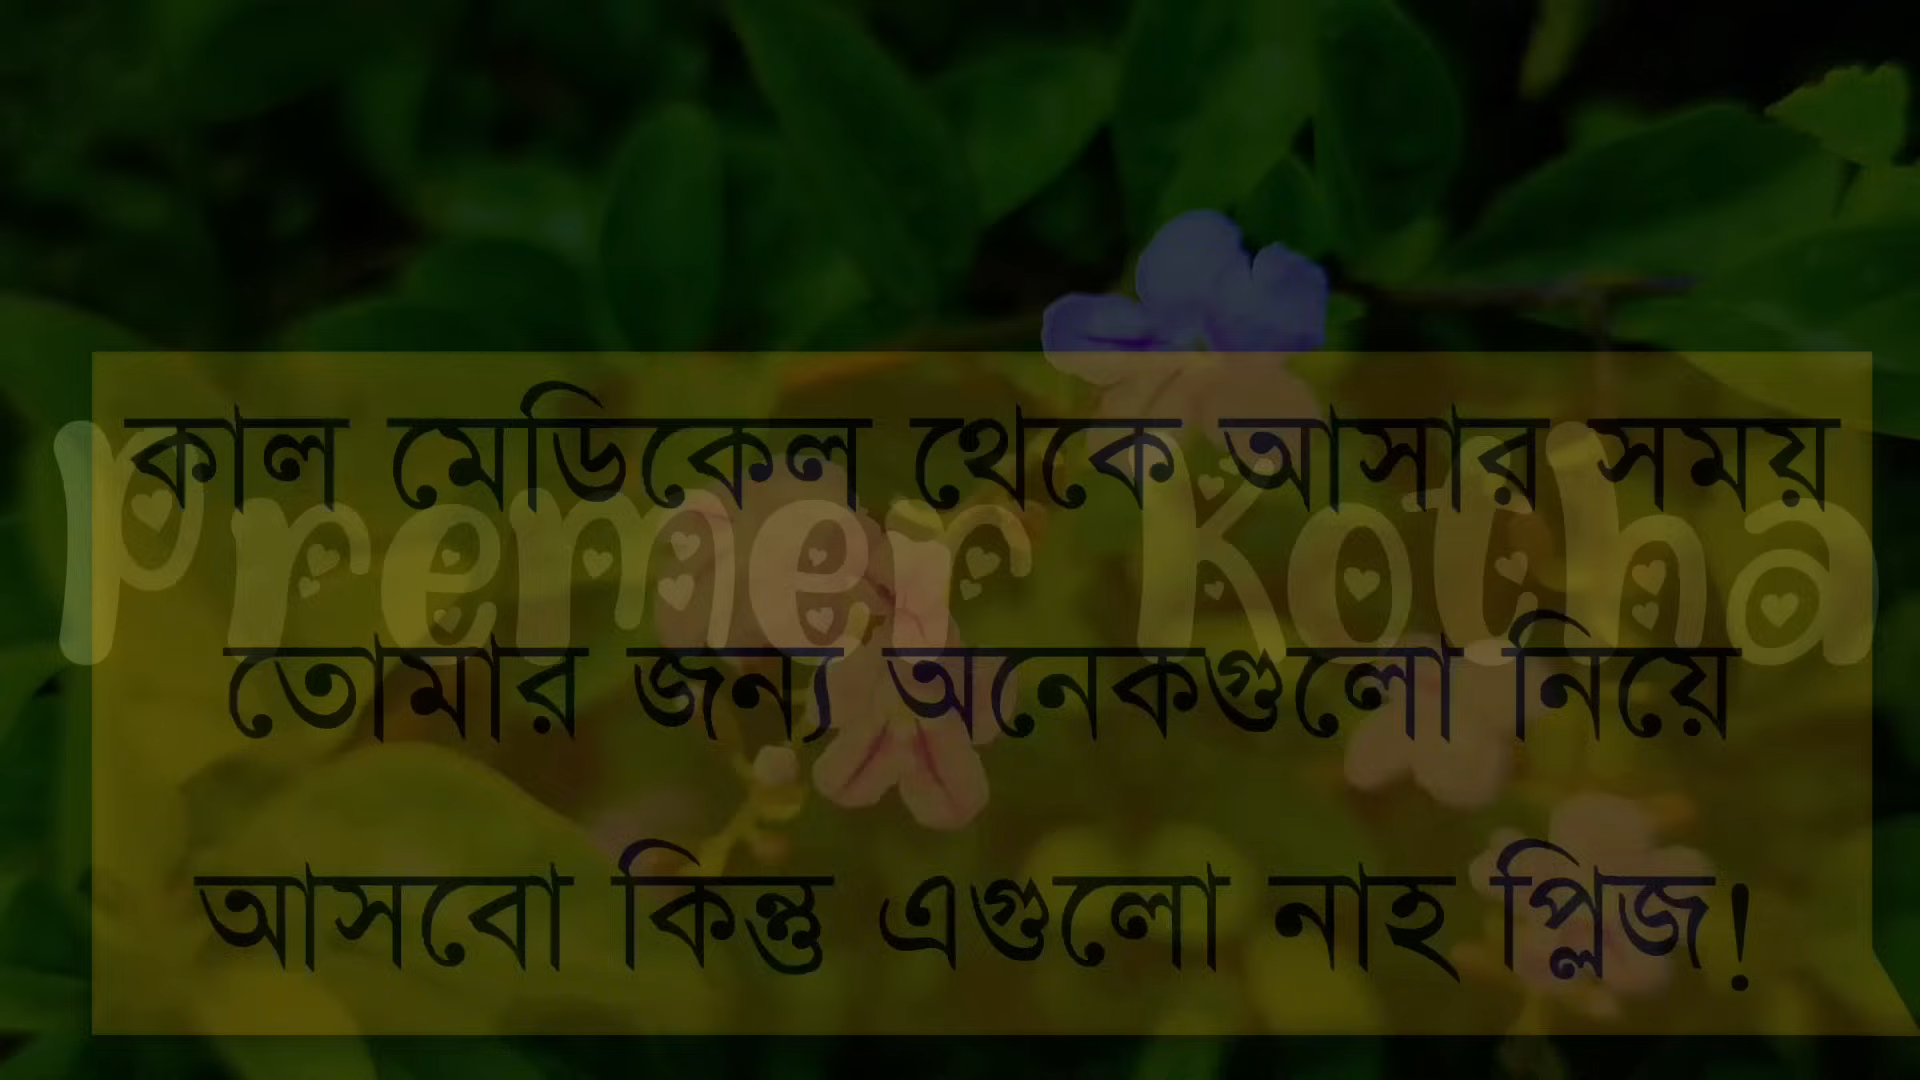 কাল মেডিকেল থেকে আসার সময়
Premer Kotha
তোমার জন্য অনেকগুলো নিয়ে
আসবো কিন্তু এগুলো নাহ প্লিজ!